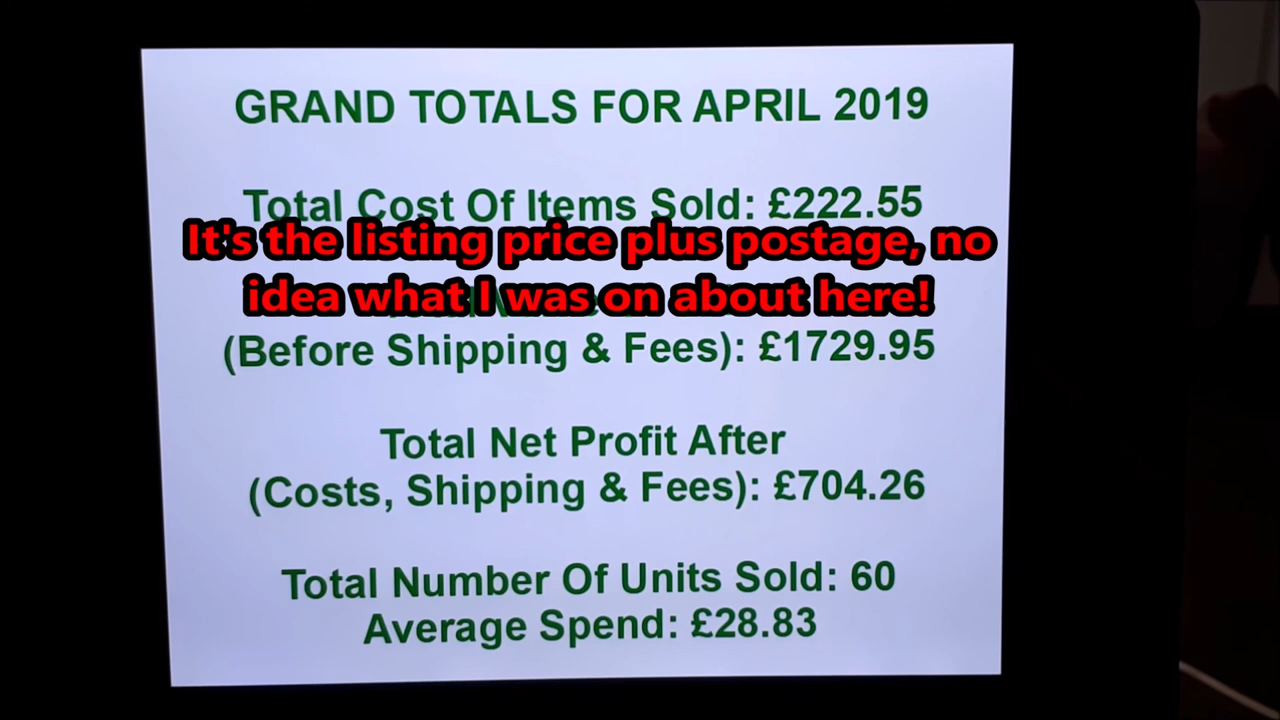 GRAND TOTALS FOR APRIL 2019
Total Cost Of Items Sold: £222.55
It's the listing price plus postage, no
idea what I was on about here!
(Before Shipping & Fees): £1729.95
Total Net Profit After
(Costs, Shipping & Fees): £704.26
Total Number Of Units Sold: 60
Average Spend: £28.83